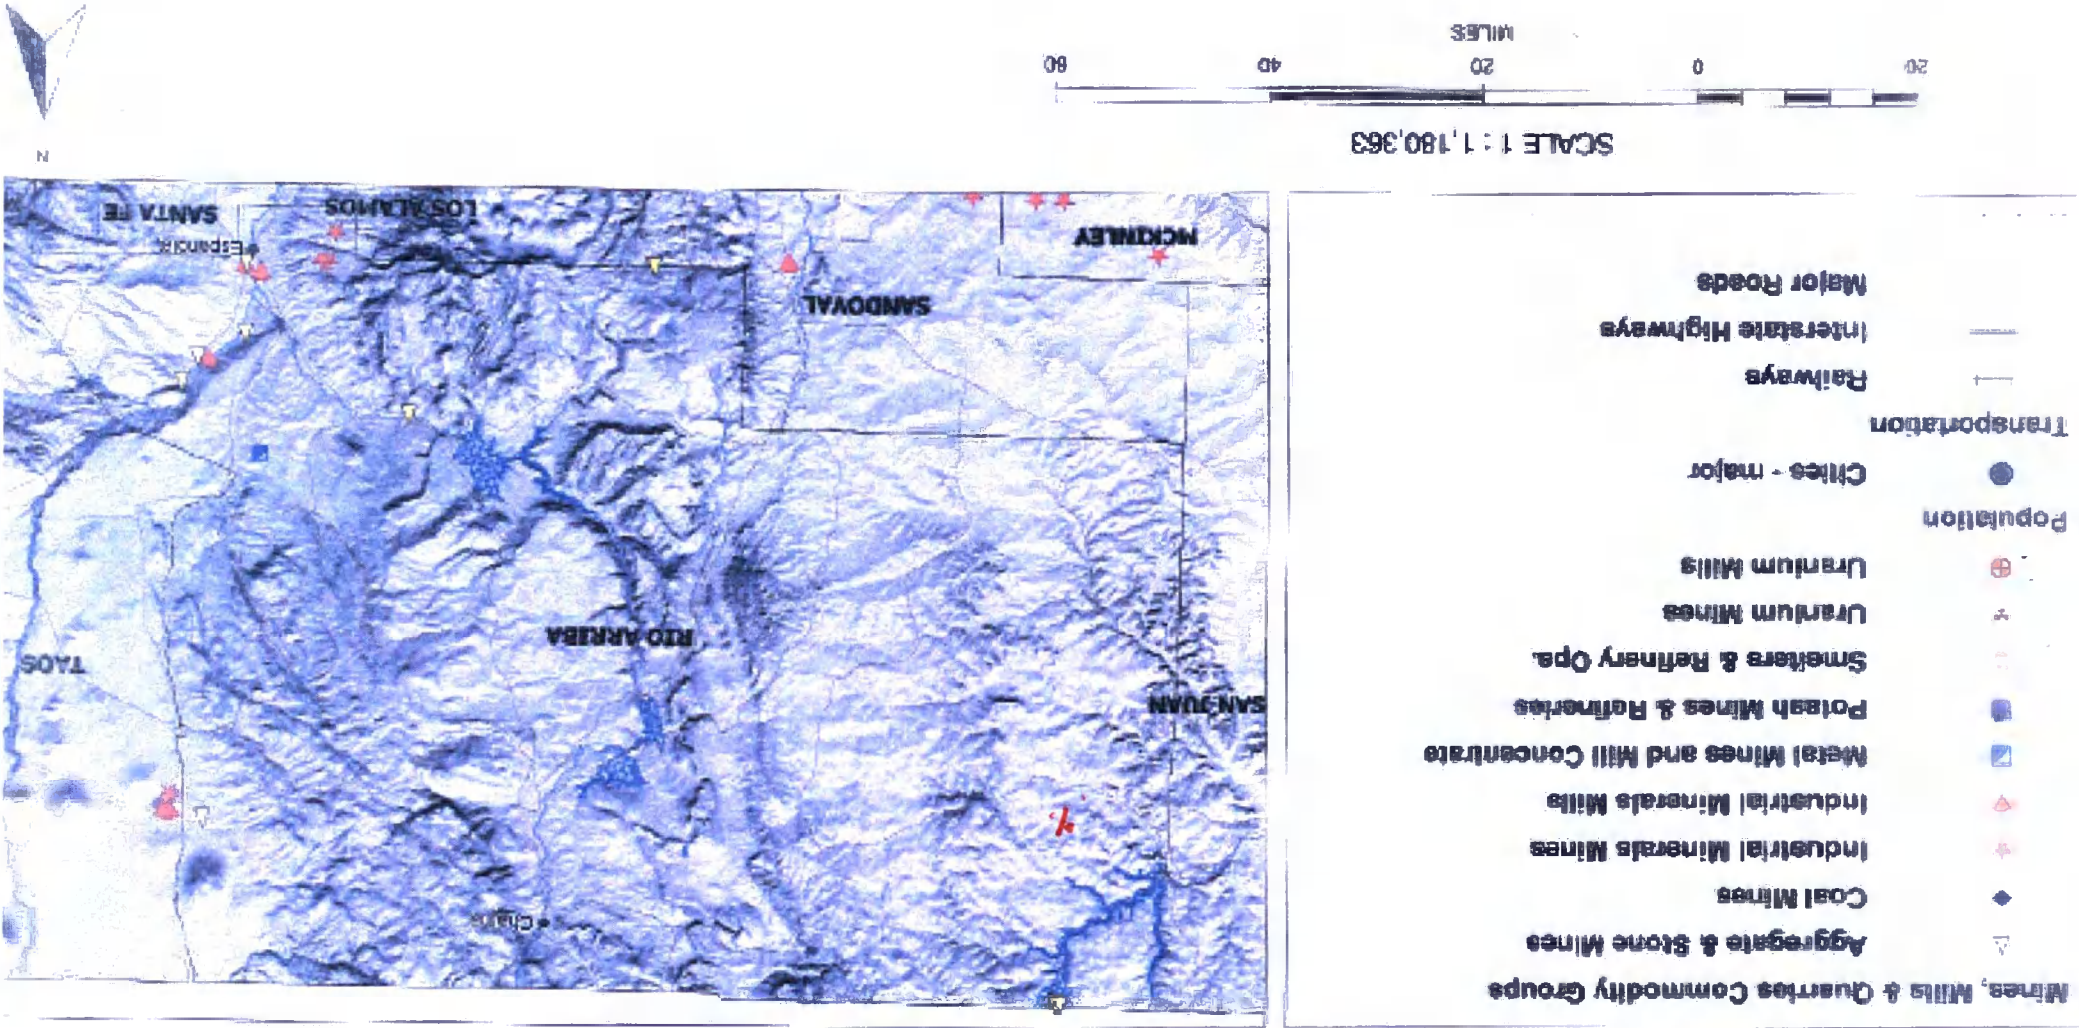 Mines, Mills & Quarries Commodity Groups
Aggregate & Stone Mines
Coal Mines
Industrial Minerals Mines
Industrial Minerals Mills
Metal Mines and Mill Concentrate
Potash Mines & Refineries
Smelters & Refinery Ops.
Uranium Mines
Uranium Mills
Population
Cities - major
Transportation
Railways
Interstate Highways
Major Roads
Chama
SAN JUAN
TAOS
RIO ARRIBA
SANDOVAL
MCKINLEY
Espanola
LOS ALAMOS
SANTA FE
N
SCALE 1 : 1,180,363
20 0 20 40 60
MILES